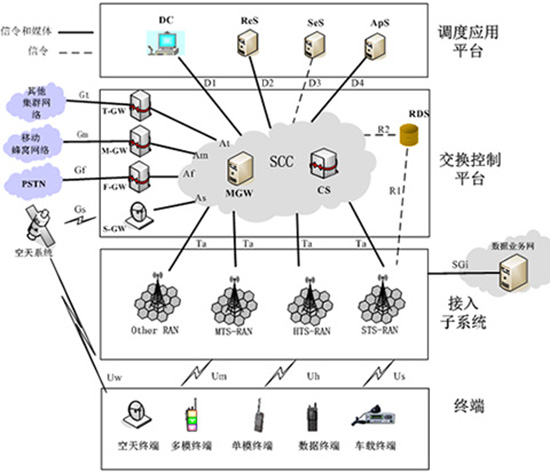 信令和媒体
信令
DC
ReS
SeS
ApS
调度应用
平台
D1
D2
D3
D4
其他
集群网
络
Gt
T-GW
At
移动
蜂窝网络
Gm
M-GW
Am
PSTN
Gf
F-GW
Af
Gs
S-GW
As
空天系统
SCC
MGW
CS
R2
RDS
R1
交换控制
平台
Ta
Ta
Ta
Ta
Other RAN
MTS-RAN
HTS-RAN
STS-RAN
SGi
数据业务网
接入
子系统
Uw
Um
Uh
Us
空天终端
多模终端
单模终端
数据终端
车载终端
终端